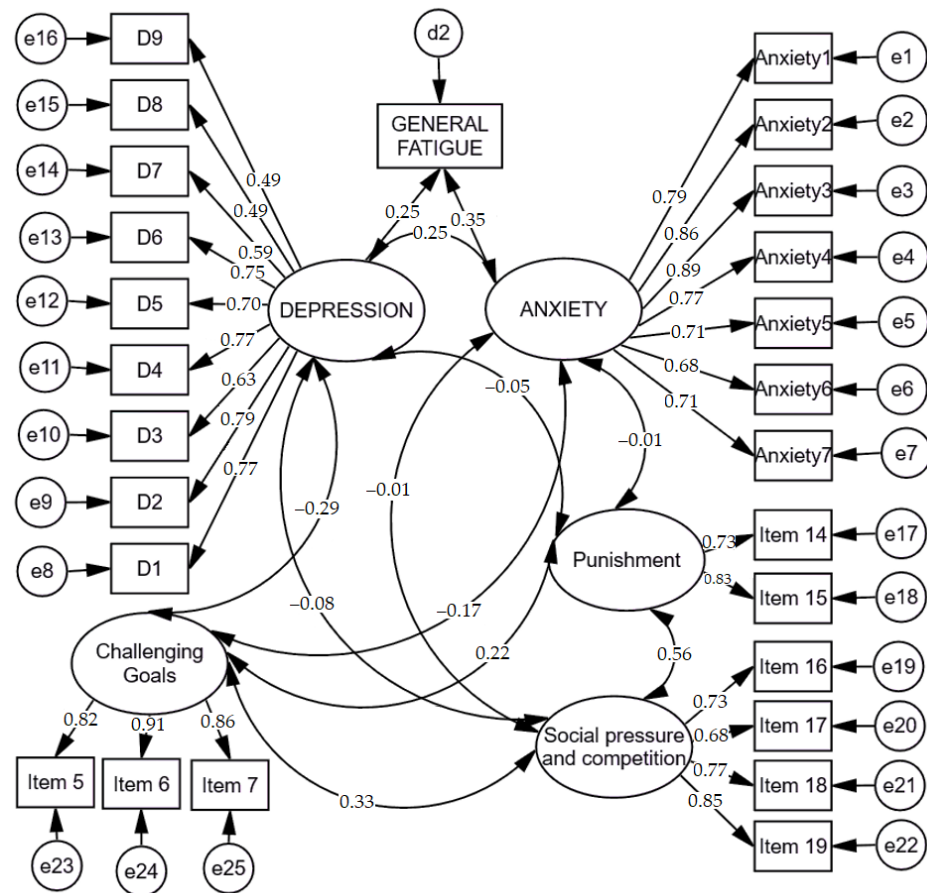 e16
D9
d2
Anxiety1
e1
e15
D8
GENERAL
FATIGUE
Anxiety2
e2
e14
D7
0.49
0.79
Anxiety3
e3
0.49
0.25
0.35
0.86
e13
D6
0.59
0.25
0.89
Anxiety4
e4
0.75
0.77
e12
D5
0.70
DEPRESSION
ANXIETY
0.71
Anxiety5
e5
e11
D4
0.77
0.68
Anxiety6
e6
0.63
–0.05
0.71
e10
D3
0.79
–0.01
Anxiety7
e7
0.77
e9
D2
–0.29
–0.01
Item 14
e17
0.73
e8
D1
Punishment
0.83
Item 15
e18
–0.08
–0.17
Challenging
Goals
0.22
0.56
Item 16
e19
0.73
0.82
0.91
0.86
Social pressure
and competition
0.68
Item 17
e20
Item 5
Item 6
Item 7
0.77
Item 18
e21
0.33
0.85
e23
e24
e25
Item 19
e22